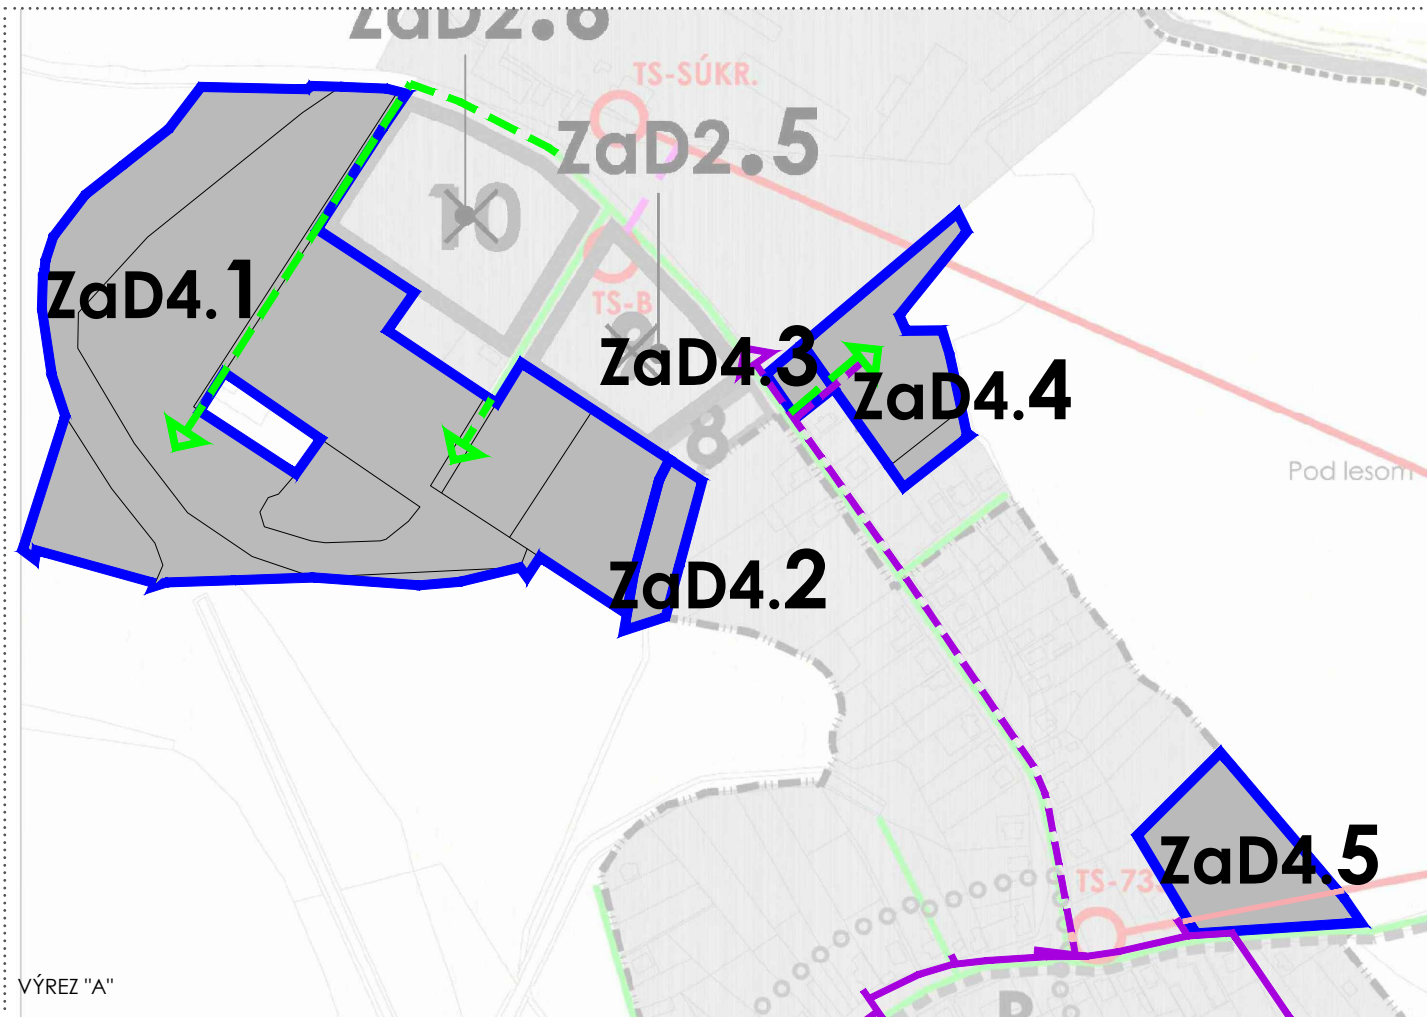 ZaD2.6
TS-SÚKR.
ZaD2.5
10
ZaD4.1
TS-B
9
ZaD4.3
ZaD4.4
8
Pod lesom
ZaD4.2
ZaD4.5
VÝREZ "A"